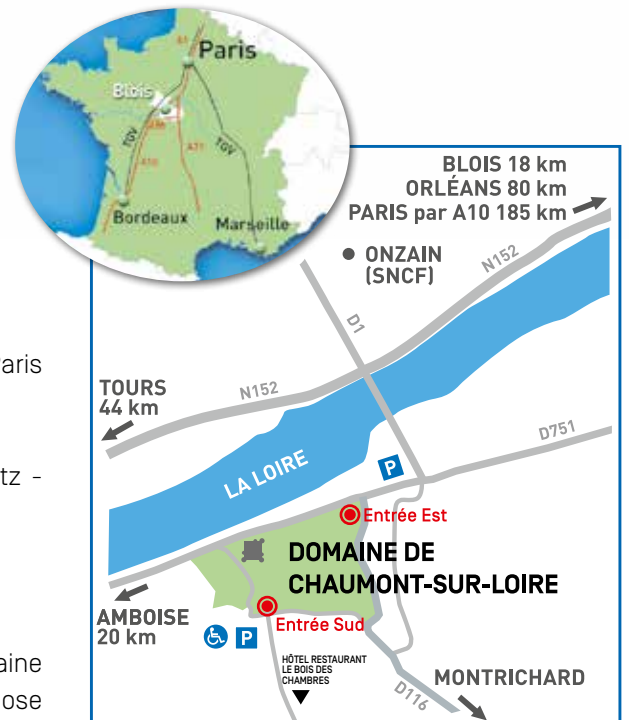 A1
Paris
Blois
TGV
A10
A71
TGV
Bordeaux
Marseille
BLOIS 18 km
ORLÉANS 80 km
PARIS par A10 185 km
ONZAIN
(SNCF)
N152
D1
aris
TOURS
44 km
N152
D751
tz -
P
LA LOIRE
Entrée Est
DOMAINE DE
CHAUMONT-SUR-LOIRE
AMBOISE
20 km
P
Entrée Sud
aine
HÔTEL RESTAURANT
LE BOIS DES
CHAMBRES
MONTRICHARD
D116
ose